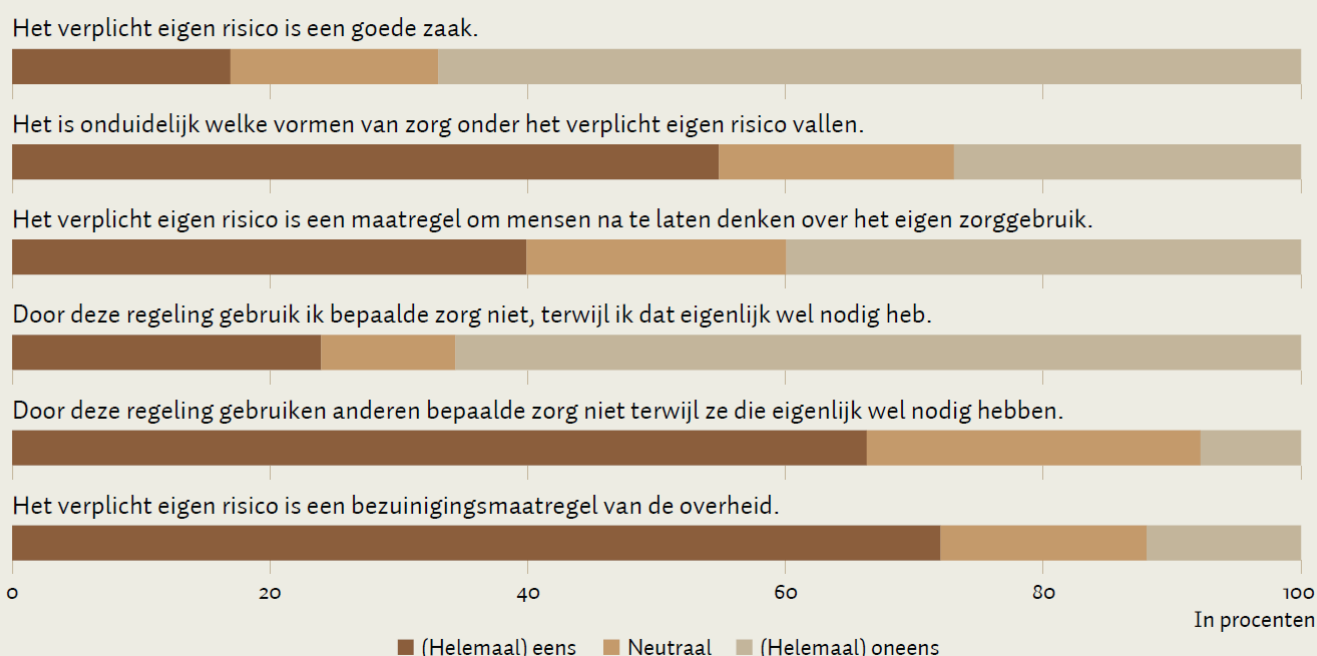 Het verplicht eigen risico is een goede zaak.
Het is onduidelijk welke vormen van zorg onder het verplicht eigen risico vallen.
Het verplicht eigen risico is een maatregel om mensen na te laten denken over het eigen zorggebruik.
Door deze regeling gebruik ik bepaalde zorg niet, terwijl ik dat eigenlijk wel nodig heb.
Door deze regeling gebruiken anderen bepaalde zorg niet terwijl ze die eigenlijk wel nodig hebben.
Het verplicht eigen risico is een bezuinigingsmaatregel van de overheid.
0 20 40 60 80 100
In procenten
(Helemaal) eens Neutraal (Helemaal) oneens